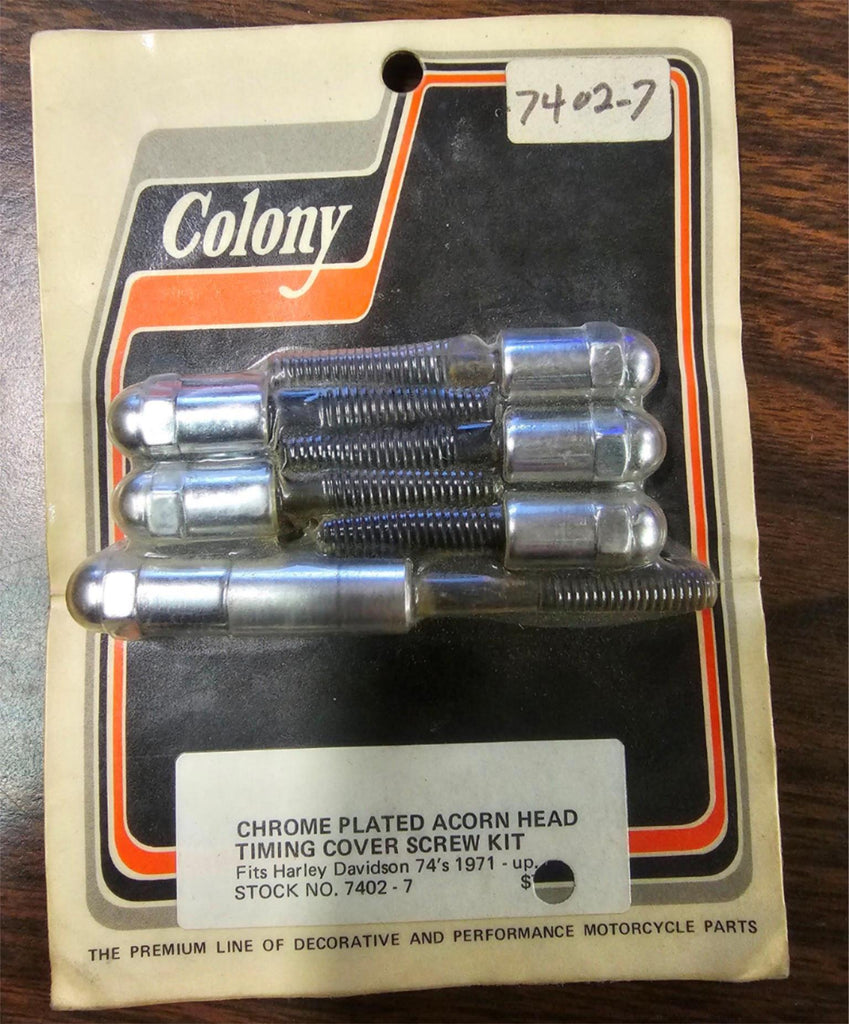 7402-7
Colony
CHROME PLATED ACORN HEAD
TIMING COVER SCREW KIT
Fits Harley Davidson 74's 1971 - up.
$
STOCK NO. 7402 - 7
THE PREMIUM LINE OF DECORATIVE AND PERFORMANCE MOTORCYCLE PARTS